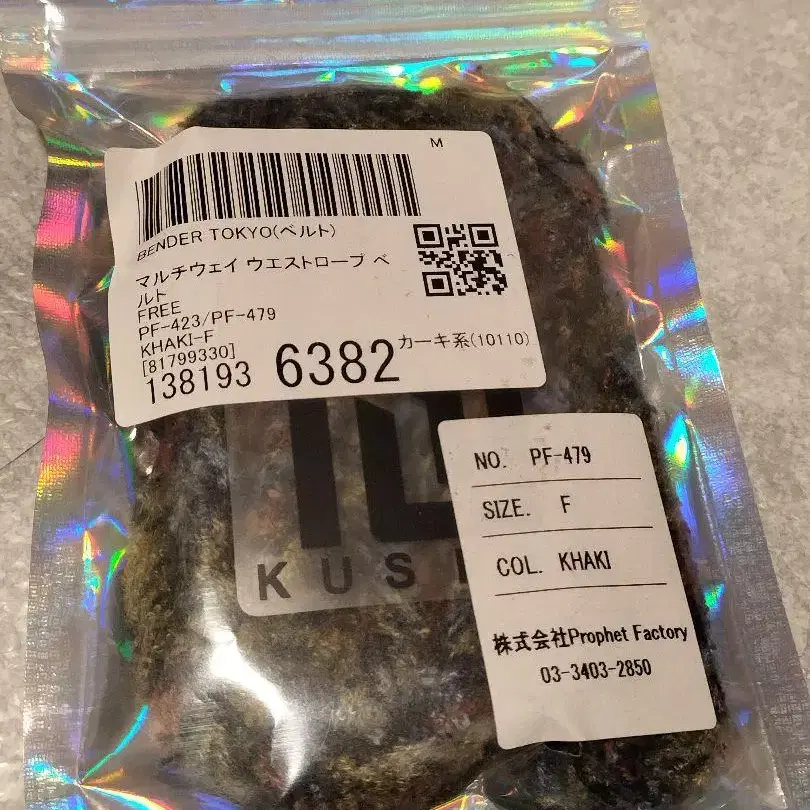 M
BENDER TOKYO(ベルト)
マルチウェイ ウエストロープ ベ
ルト
FREE
PF-423/PF-479
KHAKI-F
[81799330]
138193 6382 カーキ系(10110)
KUS
NO. PF-479
SIZE. F
COL. KHAKI
株式会社Prophet Factory
03-3403-2850